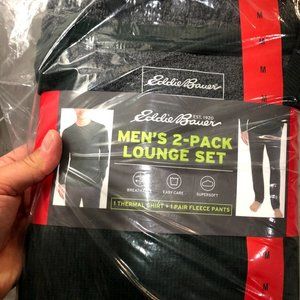 M
M
M
M
M
Eddie Bauer
Eddie Bauer
EST. 1920
MEN'S 2-PACK
LOUNGE SET
BREATHABLE
EASY CARE
SUPERSOFT
1 THERMAL SHIRT + 1 PAIR FLEECE PANTS
M
M
M